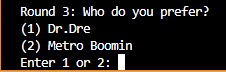 Round 3: Who do you prefer?
(1) Dr.Dre
(2) Metro Boomin
Enter 1 or 2: